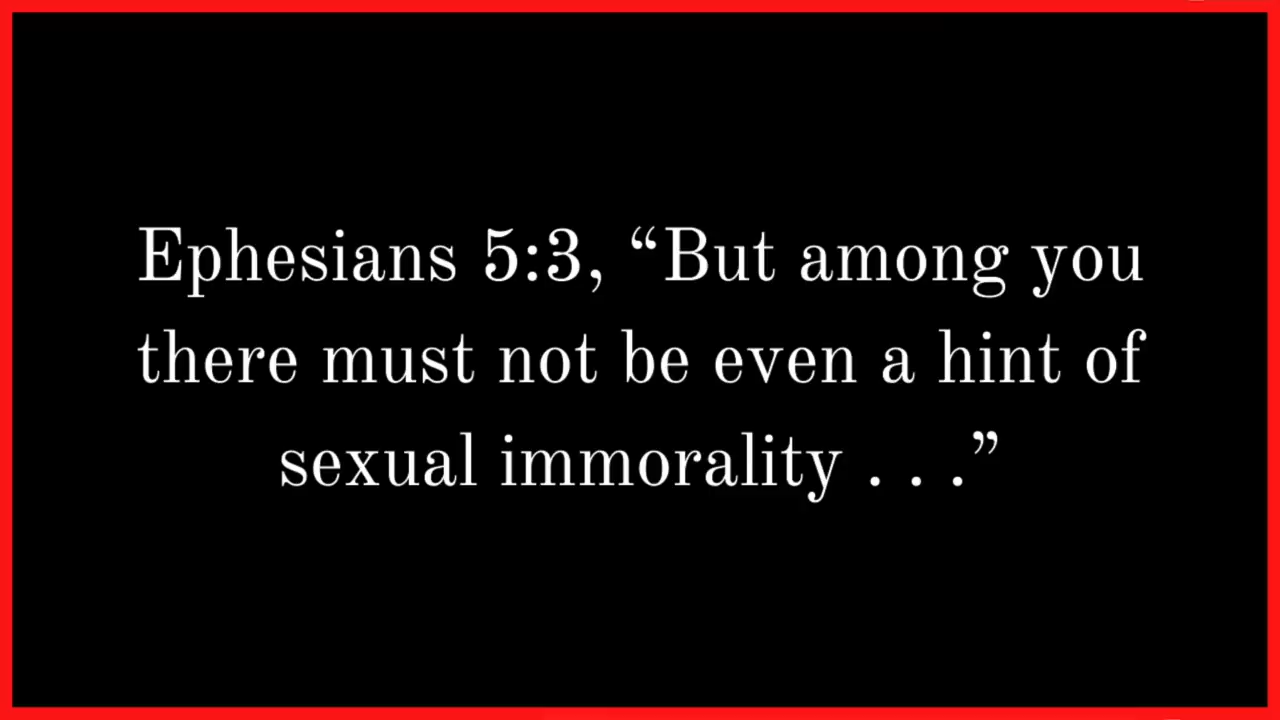 Ephesians 5:3, “But among you
there must not be even a hint of
sexual immorality . . .”